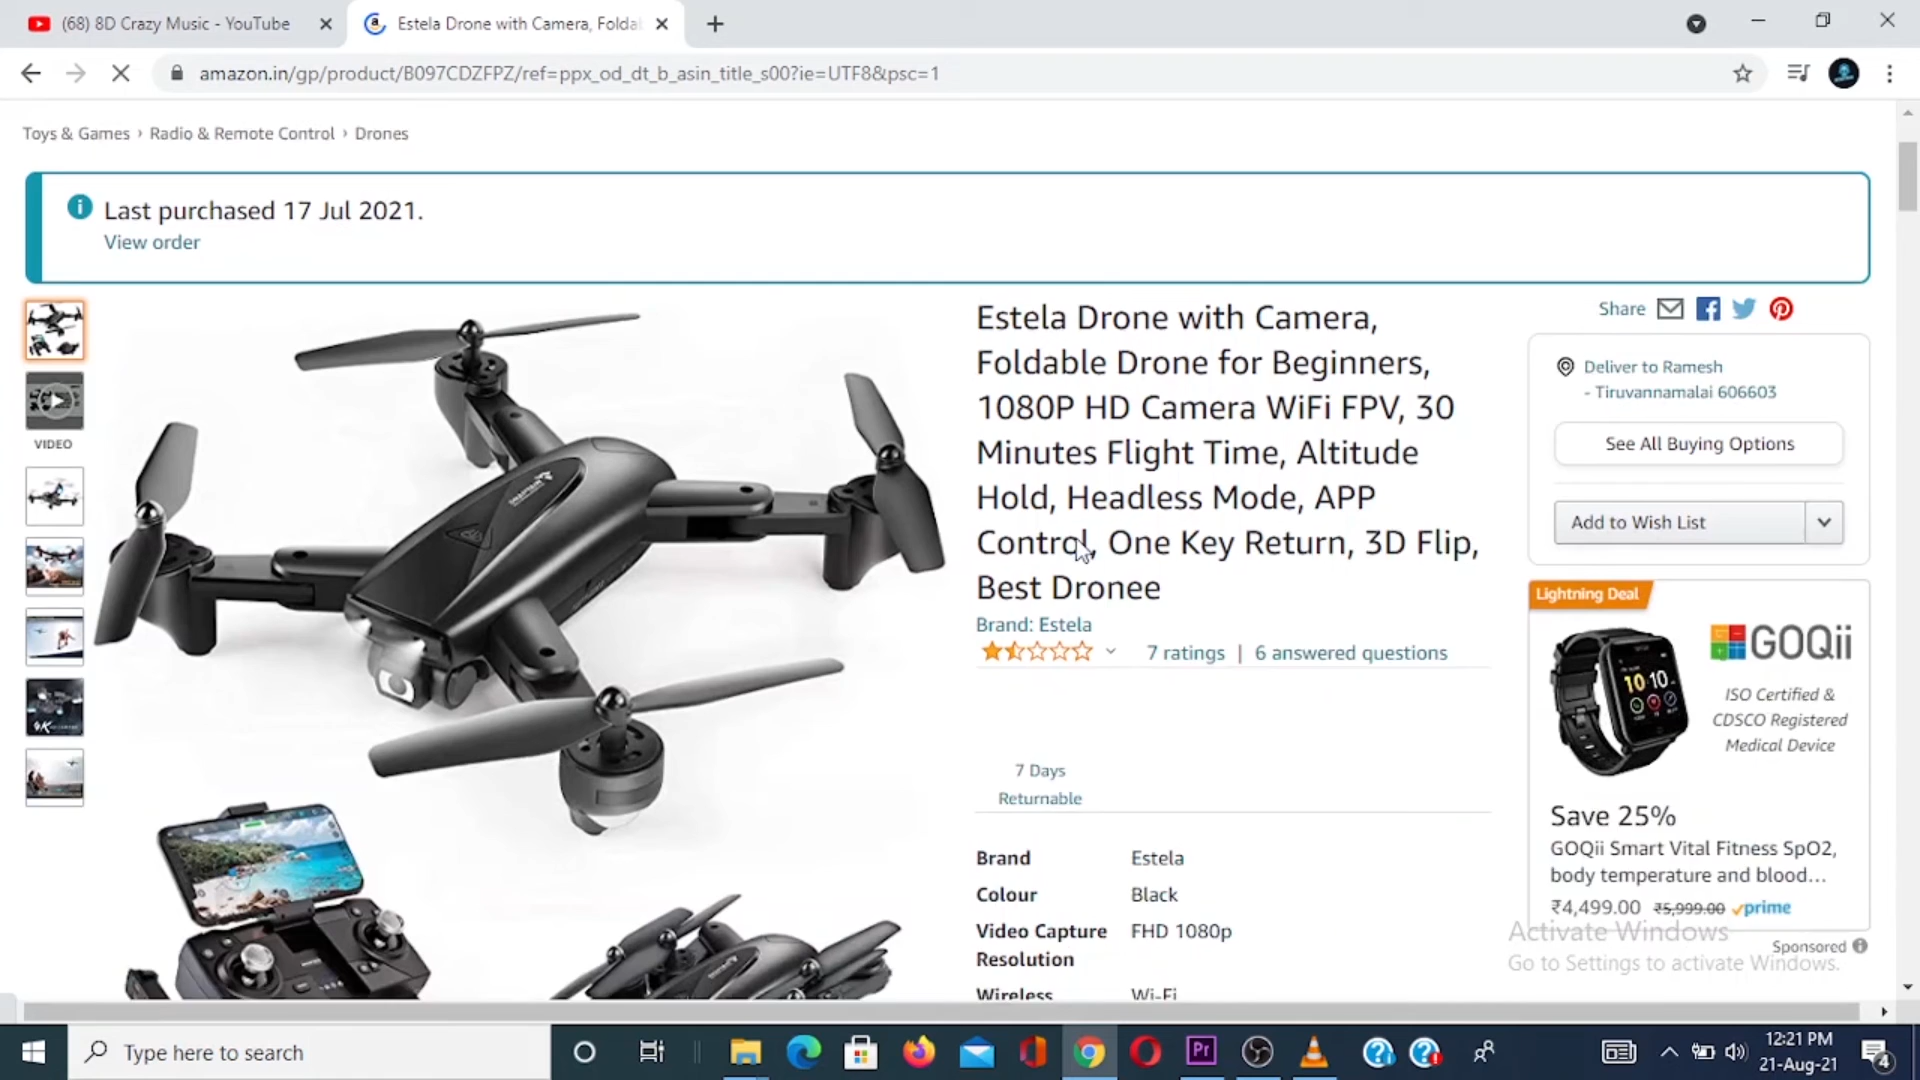 (68) 8D Crazy Music - YouTube
Estela Drone with Camera, Folda
amazon.in/gp/product/B097CDZFPZ/ref=ppx_od_dt_b_asin_title_s00?ie=UTF8&psc=1
Toys & Games › Radio & Remote Control › Drones
Last purchased 17 Jul 2021.
View order
VIDEO
4K
Estela Drone with Camera,
Foldable Drone for Beginners,
1080P HD Camera WiFi FPV, 30
Minutes Flight Time, Altitude
Hold, Headless Mode, APP
Control, One Key Return, 3D Flip,
Best Dronee
Brand: Estela
7 ratings | 6 answered questions
7 Days
Returnable
Brand Estela
Colour Black
Video Capture FHD 1080p
Resolution
Wireless Wi-Fi
Share
Deliver to Ramesh
- Tiruvannamalai 606603
See All Buying Options
Add to Wish List
Lightning Deal
GOQii
10 10
ISO Certified &
CDSCO Registered
Medical Device
Save 25%
GOQii Smart Vital Fitness SpO2,
body temperature and blood...
₹4,499.00 ₹5,999.00 prime
Sponsored
Activate Windows
Go to Settings to activate Windows.
Type here to search
Pr
12:21 PM
21-Aug-21
4